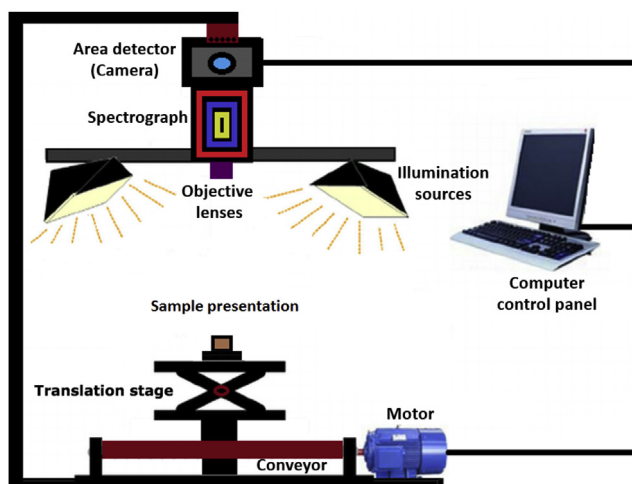 Area detector
(Camera)
Spectrograph
Objective
lenses
Illumination
sources
Computer
control panel
Sample presentation
Translation stage
Motor
Conveyor